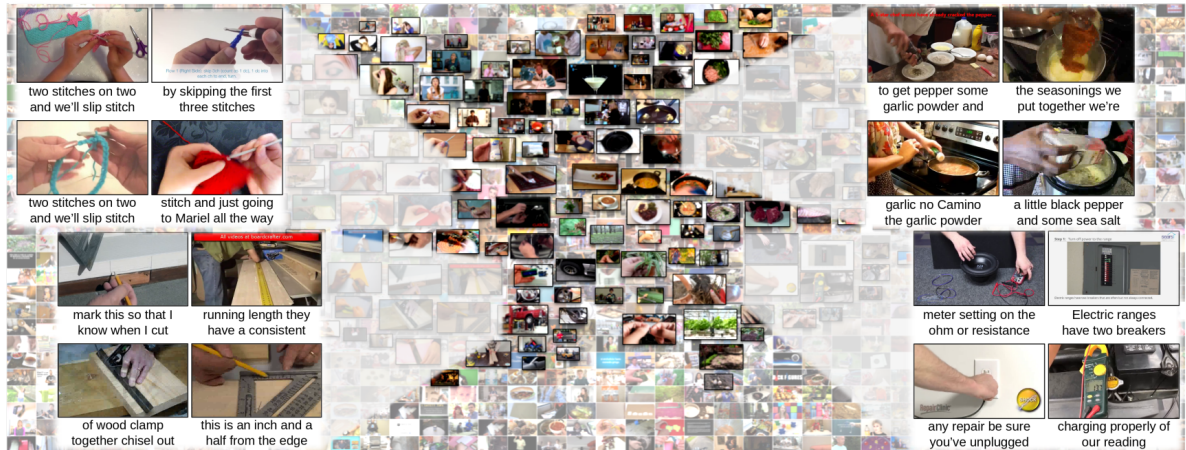 two stitches on two
and we'll slip stitch
by skipping the first
three stitches
two stitches on two
and we'll slip stitch
stitch and just going
to Mariel all the way
to get pepper some
garlic powder and
the seasonings we
put together we're
garlic no Camino
the garlic powder
a little black pepper
and some sea salt
All videos at boardcrafter.com
mark this so that I
know when I cut
running length they
have a consistent
of wood clamp
together chisel out
this is an inch and a
half from the edge
meter setting on the
ohm or resistance
Electric ranges
have two breakers
any repair be sure
you've unplugged
charging properly of
our reading